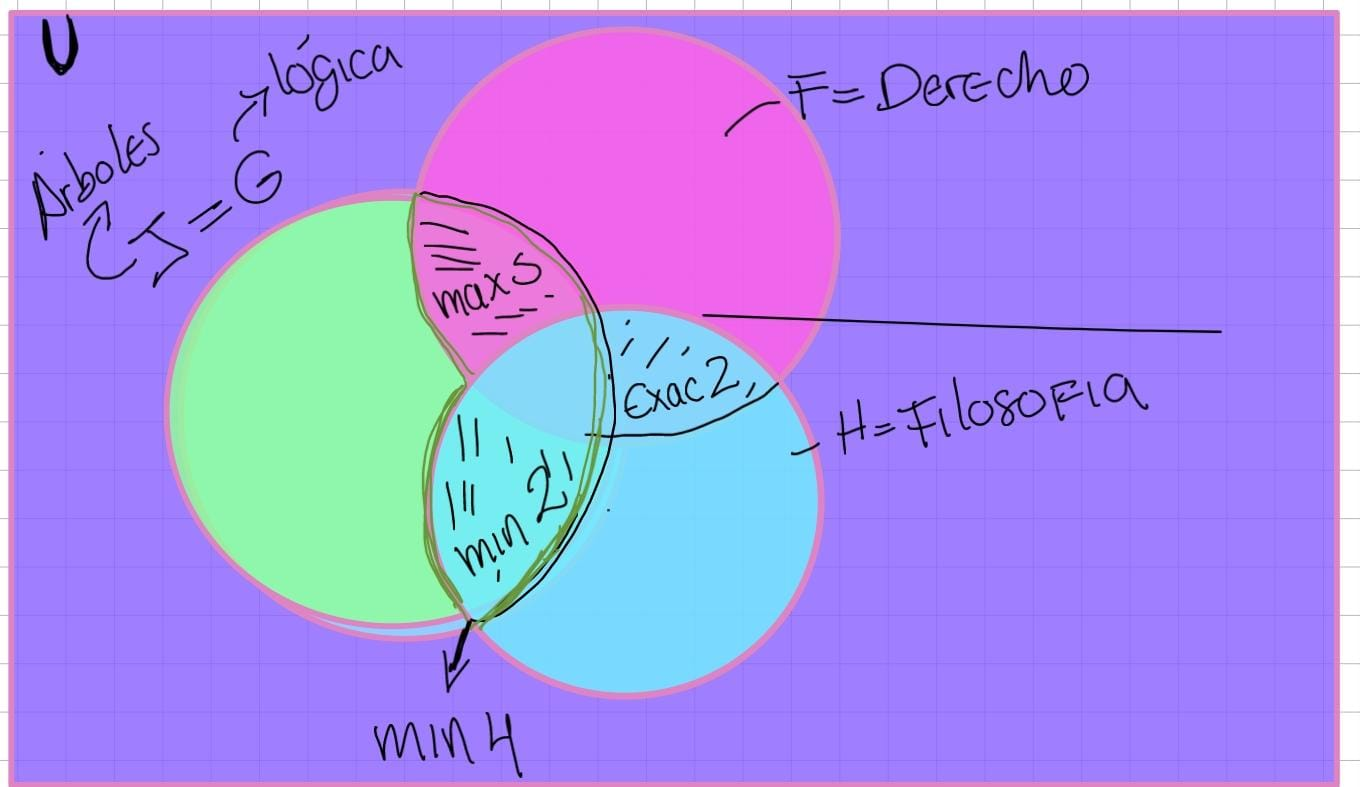 U
lógica
Árboles
J = G
F = Derecho
max 5
Exac 2
H = Filosofia
min 2
min 4